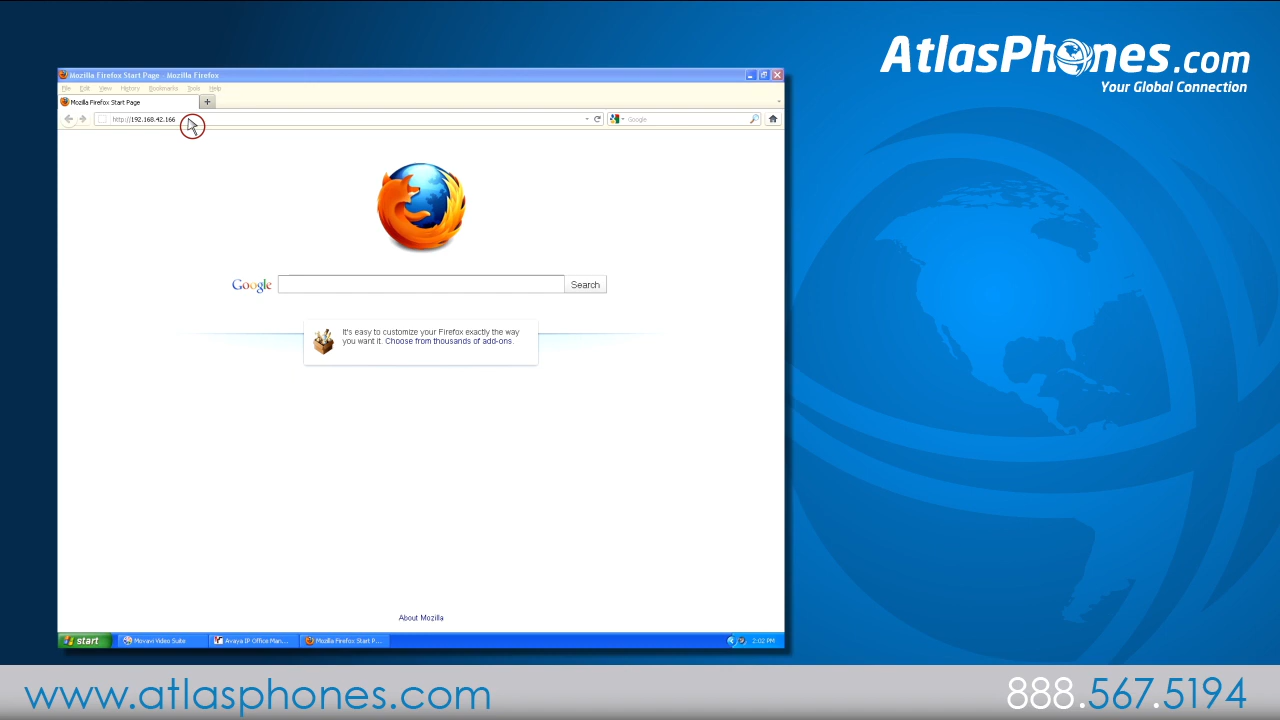 AtlasPhones.com
Your Global Connection
Mozilla Firefox Start Page - Mozilla Firefox
File Edit View History Bookmarks Tools Help
Mozilla Firefox Start Page +
http://192.168.42.166 Google
Google Search
It's easy to customize your Firefox exactly the way
you want it. Choose from thousands of add-ons.
About Mozilla
start Movavi Video Suite Avaya IP Office Man... Mozilla Firefox Start P... 2:02 PM
www.atlasphones.com 888.567.5194